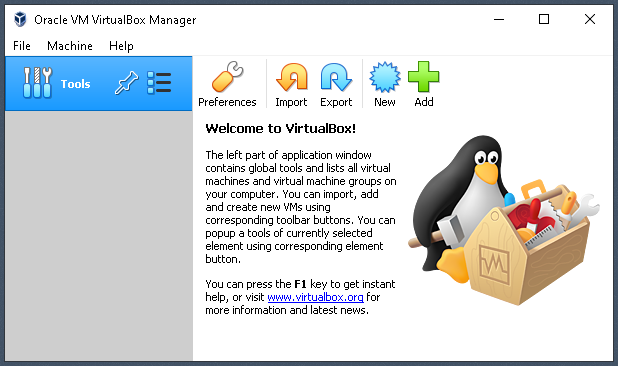 Oracle VM VirtualBox Manager
File Machine Help
Tools
Preferences Import Export New Add
Welcome to VirtualBox!
The left part of application window
contains global tools and lists all virtual
machines and virtual machine groups on
your computer. You can import, add
and create new VMs using
corresponding toolbar buttons. You can
popup a tools of currently selected
element using corresponding element
button.
You can press the F1 key to get instant
help, or visit www.virtualbox.org for
more information and latest news.
VM